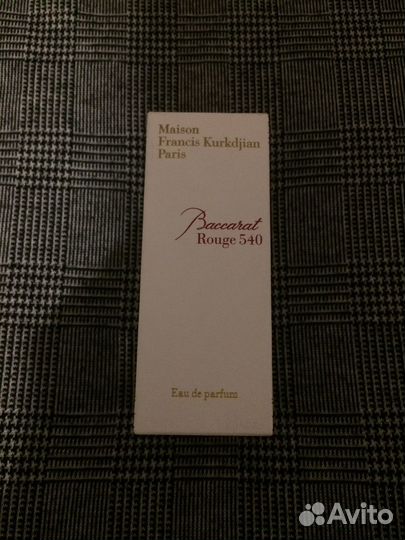 Maison
Francis Kurkdjian
Paris
Baccarat
Rouge 540
Eau de parfum
Avito